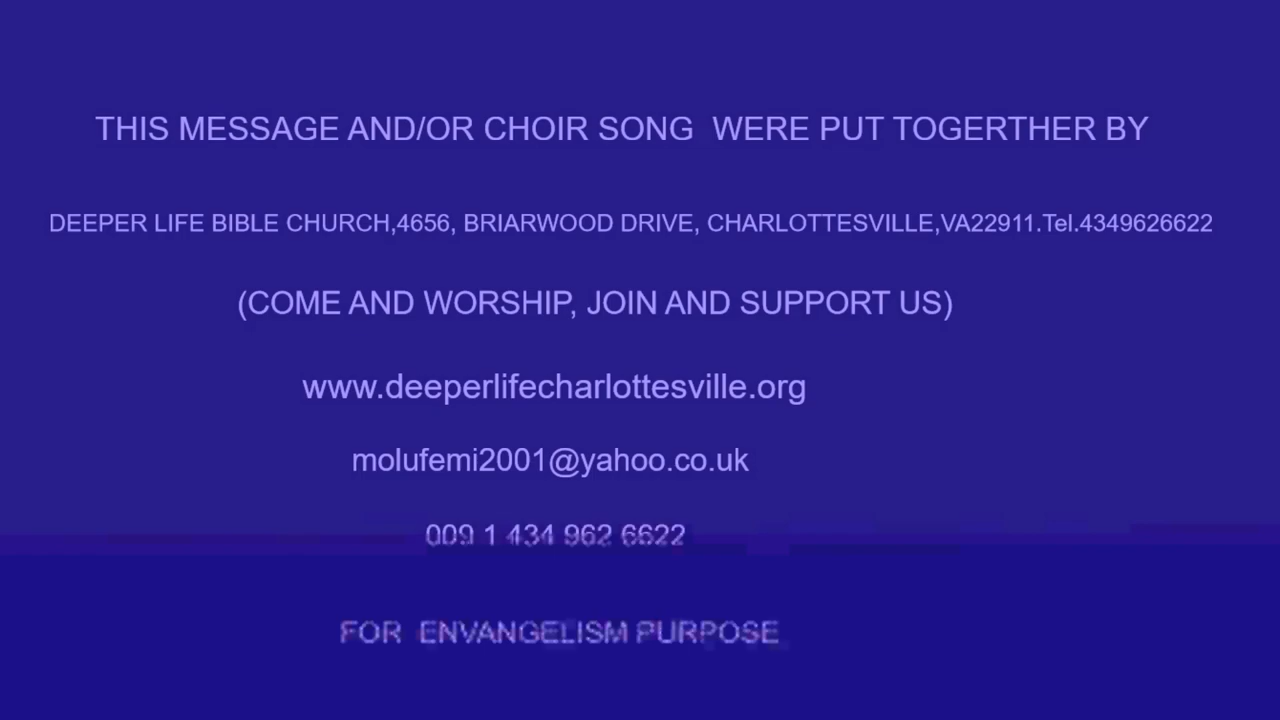 THIS MESSAGE AND/OR CHOIR SONG  WERE PUT TOGERTHER BY
DEEPER LIFE BIBLE CHURCH,4656, BRIARWOOD DRIVE, CHARLOTTESVILLE,VA22911.Tel.4349626622
(COME AND WORSHIP, JOIN AND SUPPORT US)
www.deeperlifecharlottesville.org
molufemi2001@yahoo.co.uk
009 1 434 962 6622
FOR  ENVANGELISM PURPOSE